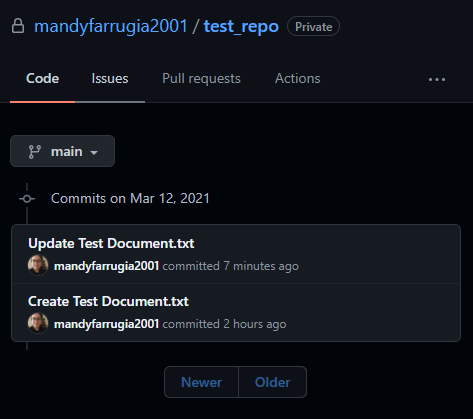 mandyfarrugia2001 / test_repo Private
Code Issues Pull requests Actions ...
main
Commits on Mar 12, 2021
Update Test Document.txt
mandyfarrugia2001 committed 7 minutes ago
Create Test Document.txt
mandyfarrugia2001 committed 2 hours ago
Newer Older